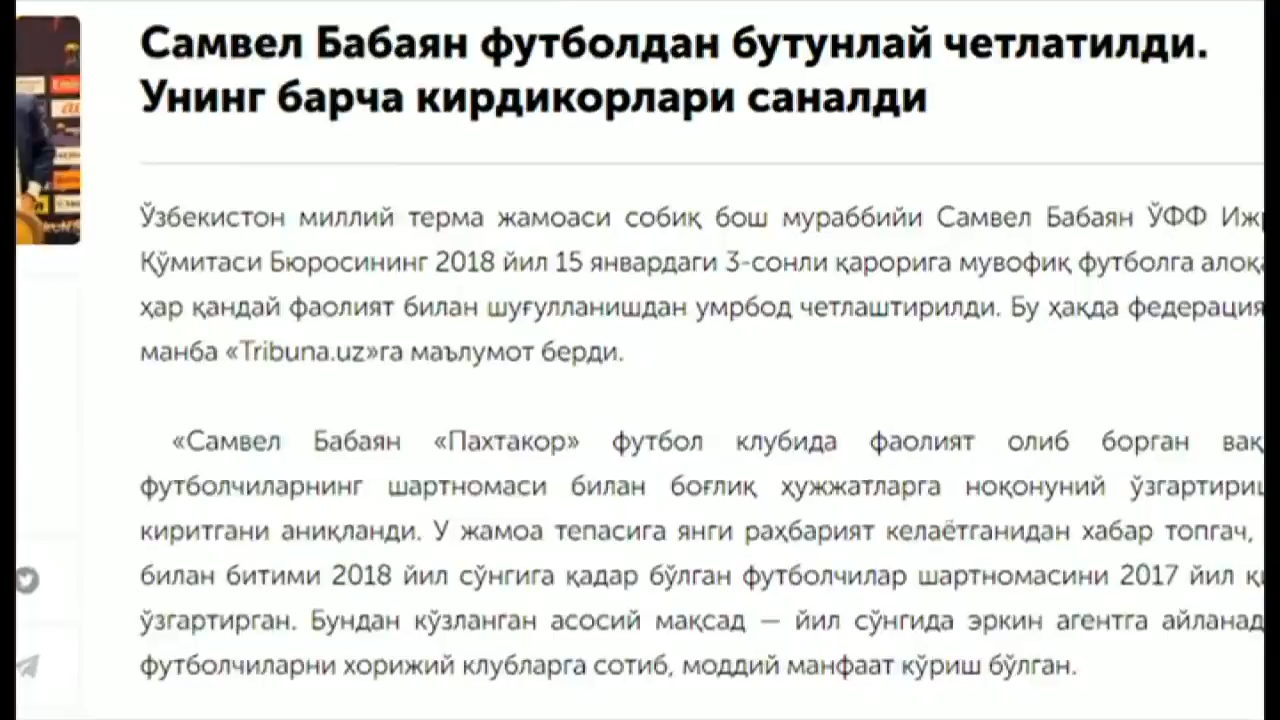 Самвел Бабаян футболдан бутунлай четлатилди.
Унинг барча кирдикорлари саналди
Ўзбекистон миллий терма жамоаси собиқ бош мураббийи Самвел Бабаян ЎФФ
Қўмитаси Бюросининг 2018 йил 15 январдаги 3-сонли қарорига мувофиқ футболга
ҳар қандай фаолият билан шуғулланишдан умрбод четлаштирилди. Бу ҳақда федерация
манба «Tribuna.uz»га маълумот берди.
«Самвел Бабаян «Пахтакор» футбол клубида фаолият олиб борган
футболчиларнинг шартномаси билан боғлиқ ҳужжатларга ноқонуний
киритгани аниқланди. У жамоа тепасига янги раҳбарият келаётганидан хабар топгач,
билан битими 2018 йил сўнгига қадар бўлган футболчилар шартномасини 2017 йил
ўзгартирган. Бундан кўзланган асосий мақсад — йил сўнгида эркин агентга
футболчиларни хорижий клубларга сотиб, моддий манфаат кўриш бўлган.